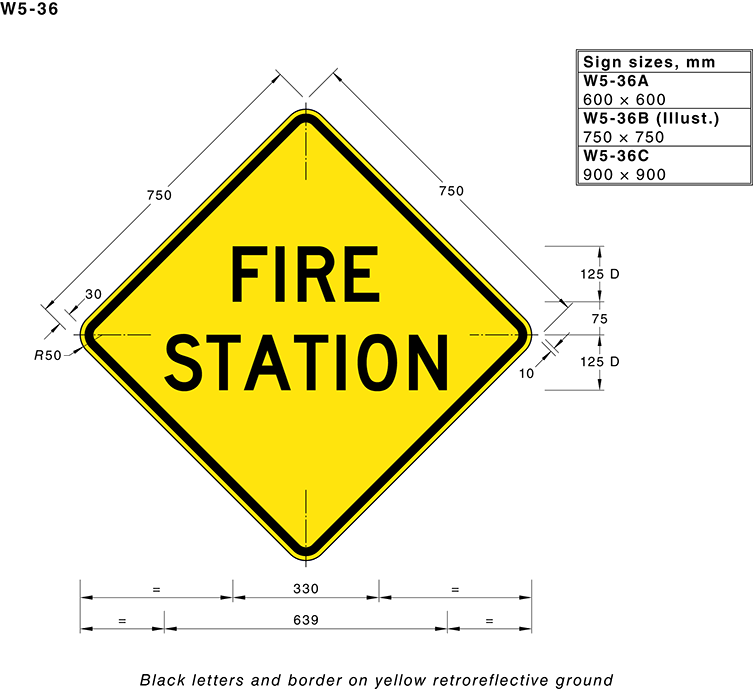 W5-36
Sign sizes, mm
W5-36A
600 × 600
W5-36B (Illust.)
750 × 750
W5-36C
900 × 900
750
750
FIRE
STATION
125 D
75
125 D
30
R50
10
= 330 =
= 639 =
Black letters and border on yellow retroreflective ground